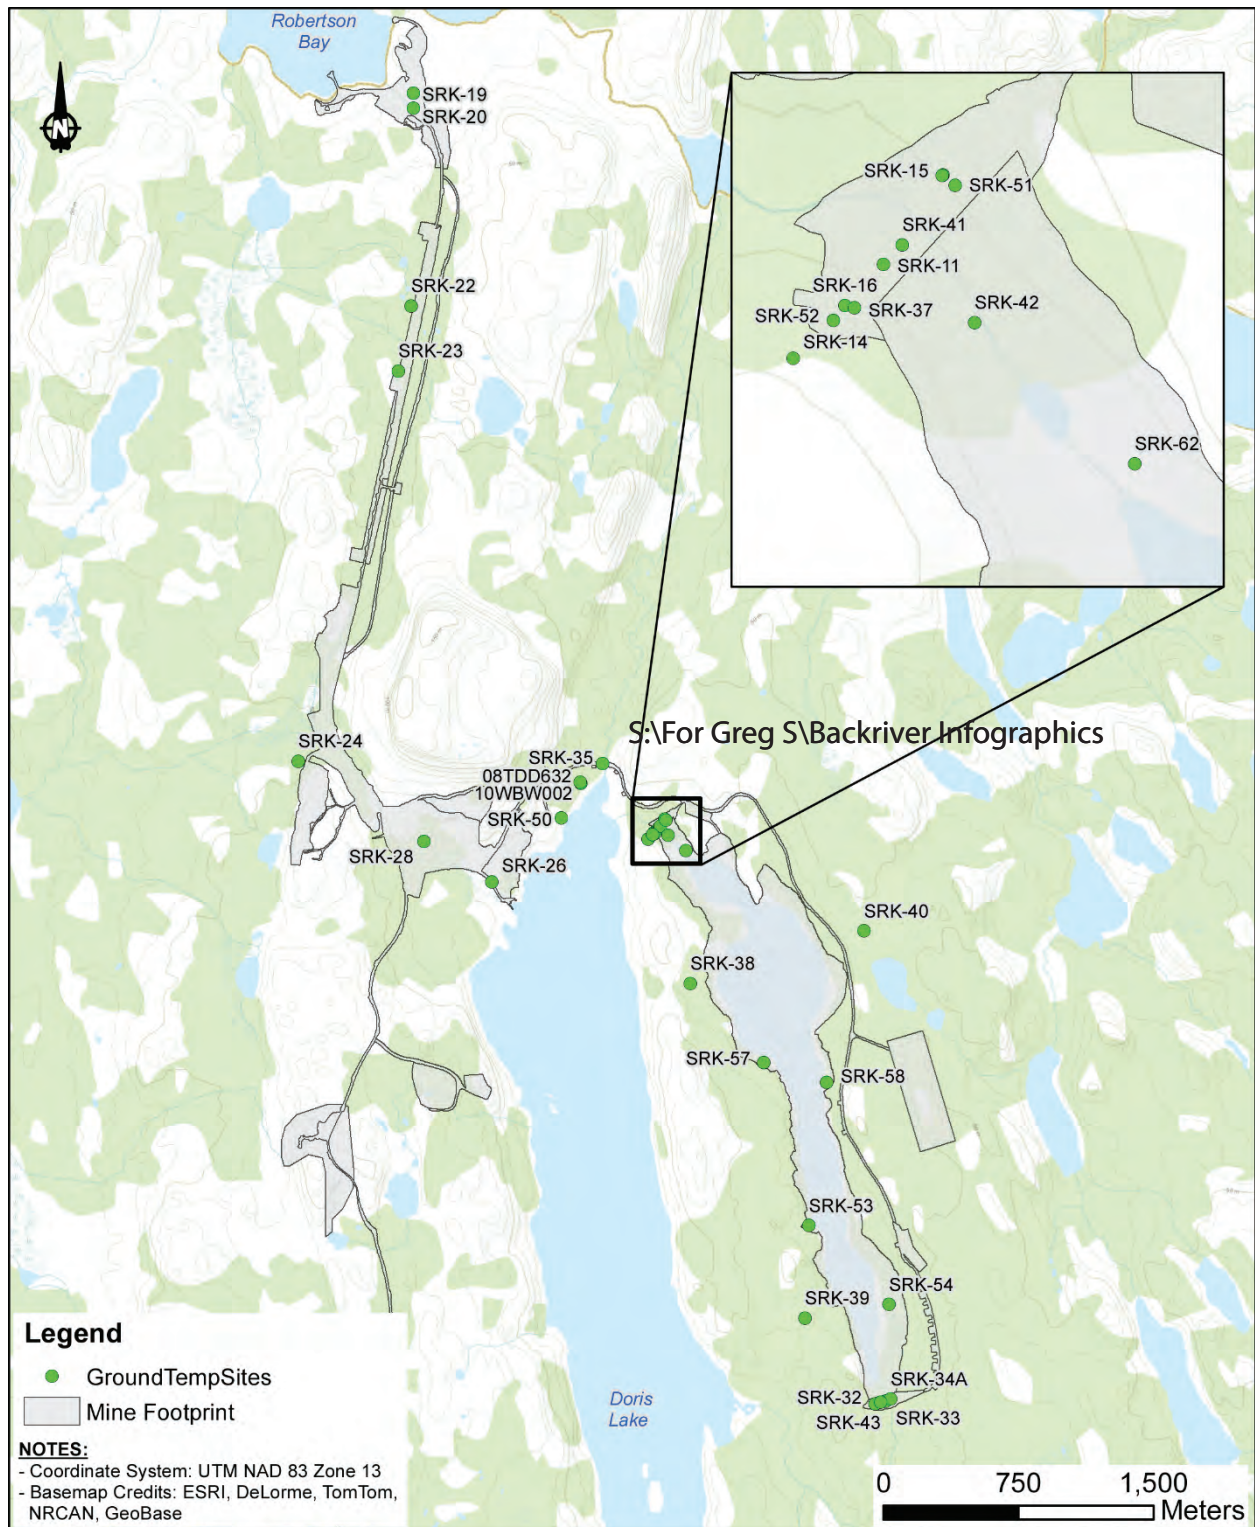 Robertson
Bay
N
SRK-19
SRK-20
SRK-15
SRK-51
SRK-41
SRK-11
SRK-16
SRK-37
SRK-42
SRK-52
SRK-14
SRK-62
SRK-22
SRK-23
SRK-24
S:\For Greg S\Backriver Infographics
SRK-35
08TDD632
10WBW002
SRK-50
SRK-28
SRK-26
SRK-40
SRK-38
SRK-57
SRK-58
SRK-53
SRK-54
SRK-39
SRK-34A
SRK-32
SRK-43
SRK-33
Doris
Lake
Legend
GroundTempSites
Mine Footprint
NOTES:
- Coordinate System: UTM NAD 83 Zone 13
- Basemap Credits: ESRI, DeLorme, TomTom,
NRCAN, GeoBase
0 750 1,500
Meters